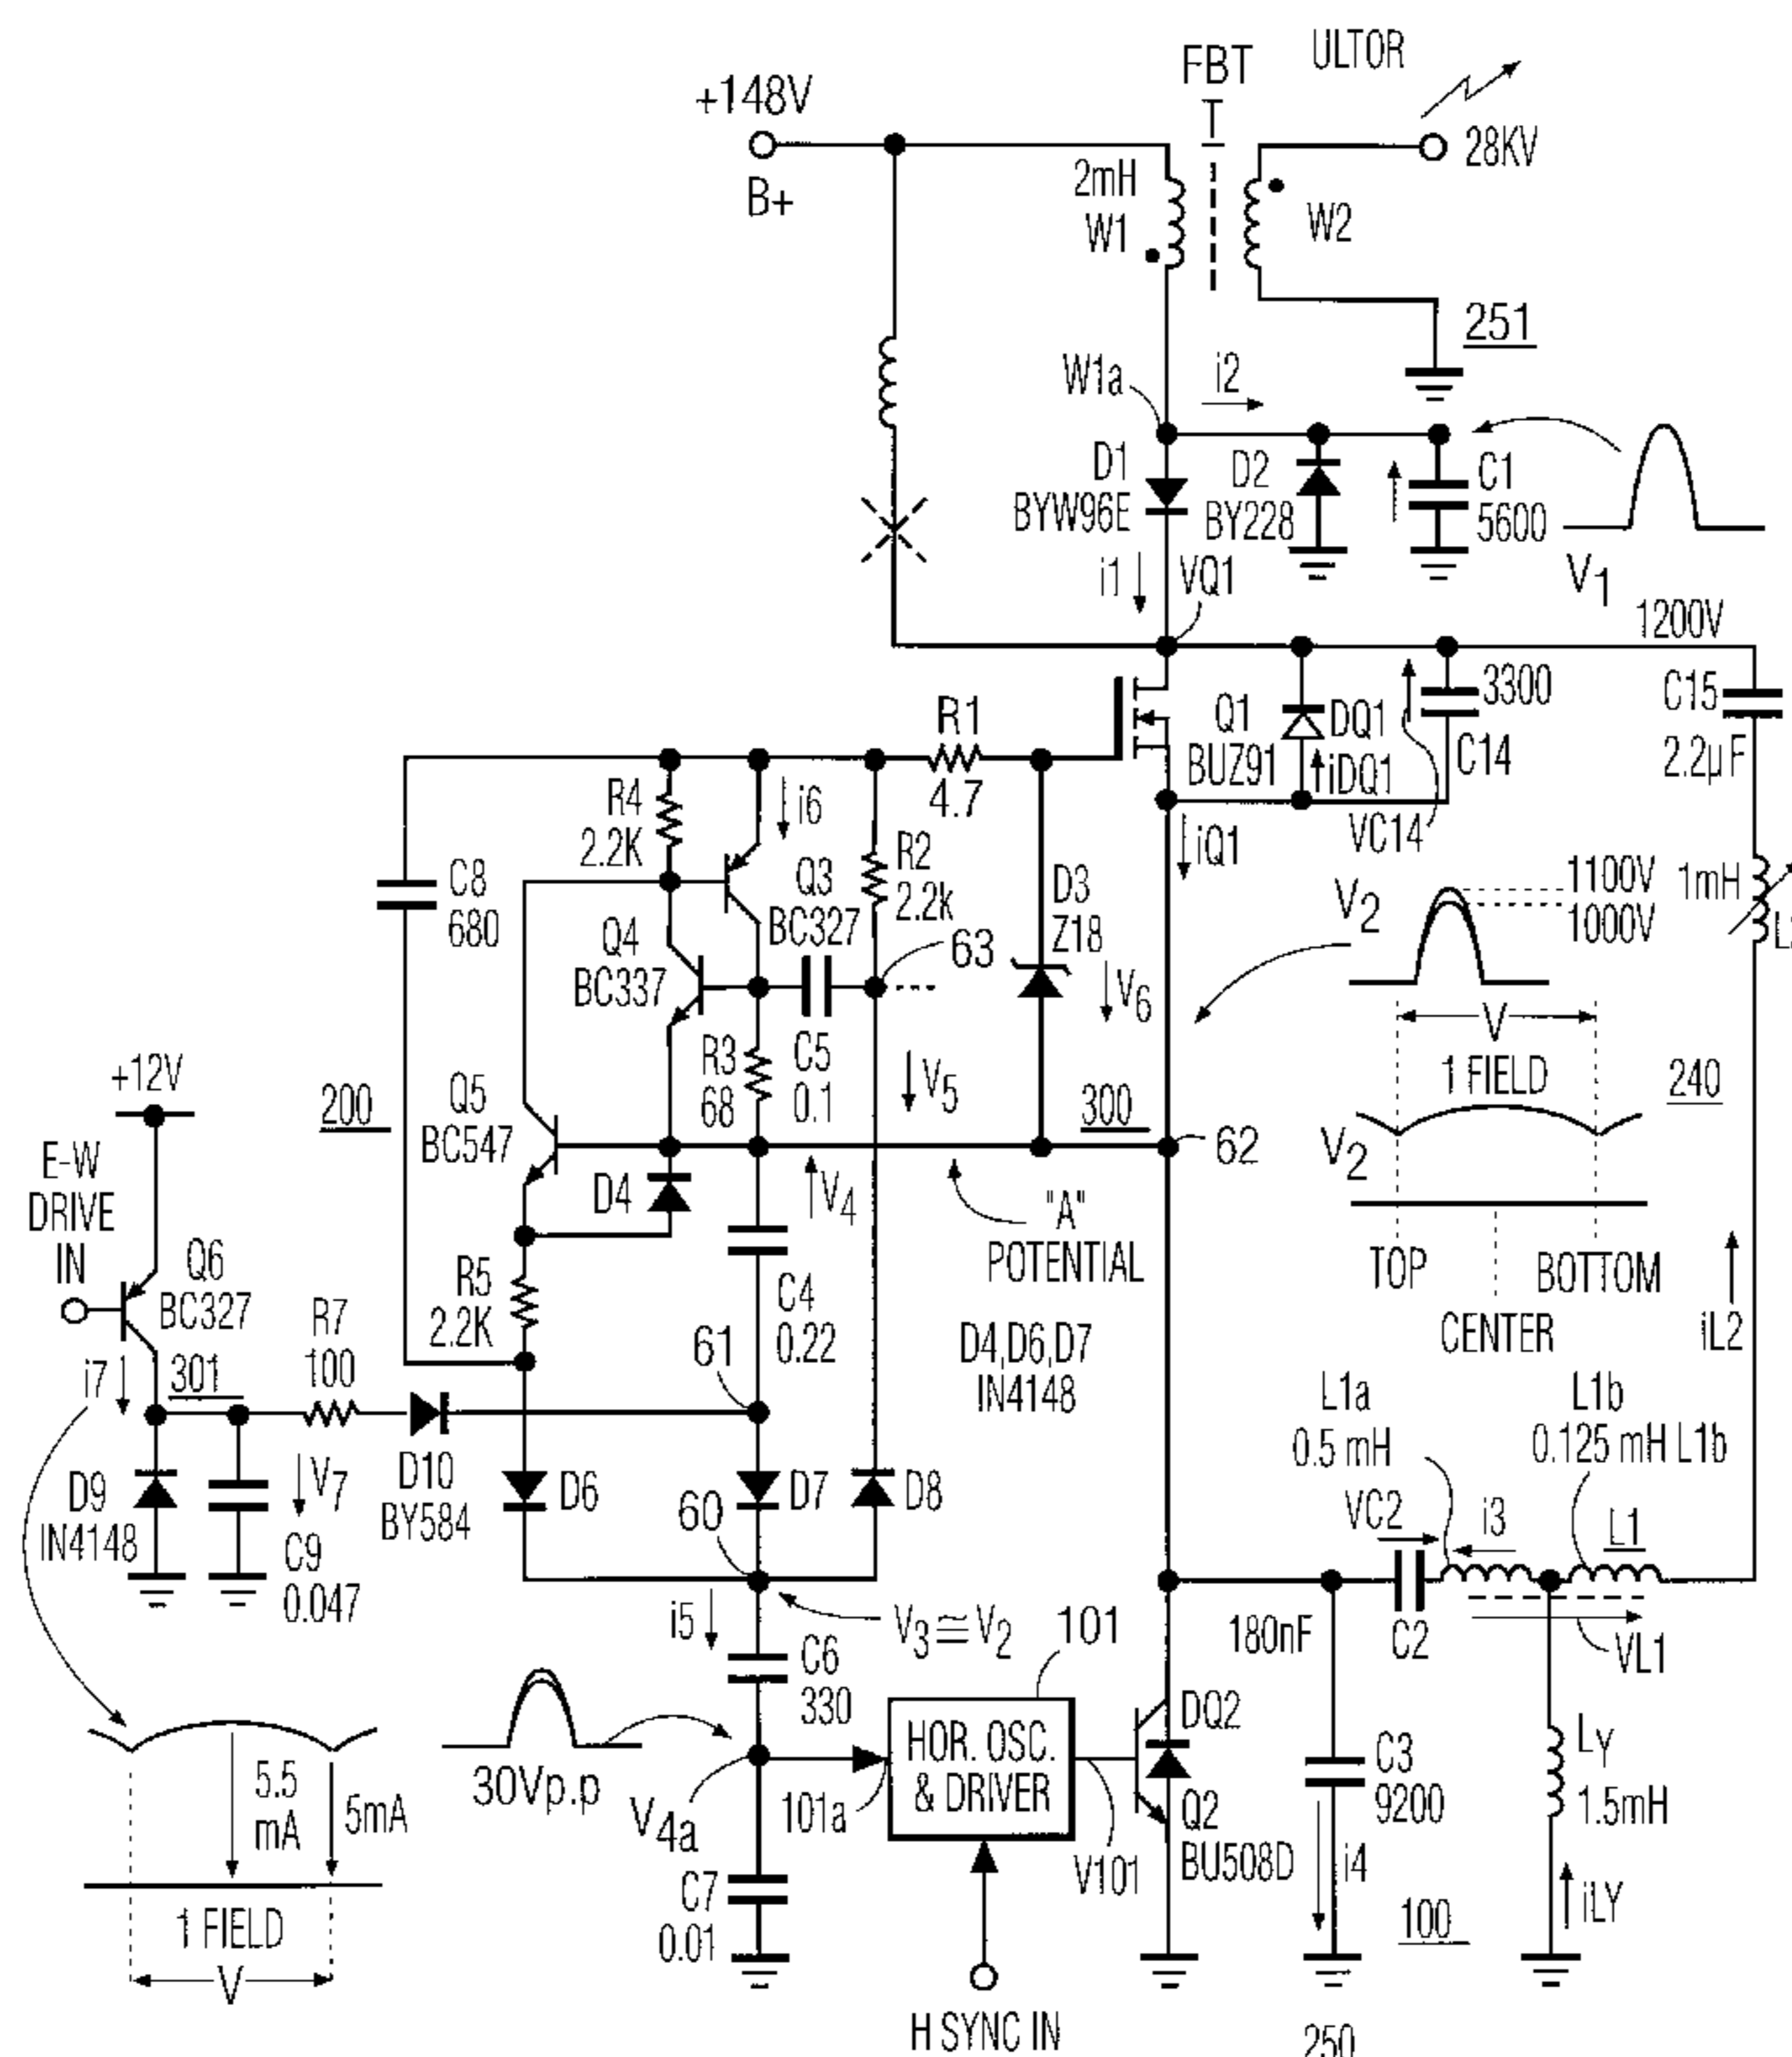 ULTOR
FBT
T
+148V
B+
2mH
W1
W2
28KV
251
W1a
i2
D1
BYW96E
D2
BY228
C1
5600
V1
i1
VQ1
1200V
R1
4.7
Q1
BUZ91
DQ1
iDQ1
3300
C14
VC14
C15
2.2µF
iQ1
R4
2.2K
i6
R2
2.2K
D3
Z18
V2
1100V
1000V
1mH
C8
680
Q3
BC327
Q4
BC337
63
V6
V
1 FIELD
240
R3
68
C5
0.1
V5
300
62
V2
+12V
200
Q5
BC547
D4
V4
"A"
POTENTIAL
TOP
BOTTOM
CENTER
iL2
E-W
DRIVE
IN
Q6
BC327
R7
100
R5
2.2K
61
C4
0.22
D4,D6,D7
IN4148
i7
301
L1a
0.5 mH
L1b
0.125 mH L1b
D9
IN4148
V7
C9
0.047
D10
BY584
D6
60
D7
D8
VC2
i3
L1
i5
V3≅V2
101
180nF
C2
VL1
C6
330
30Vp.p
V4a
101a
HOR. OSC.
& DRIVER
V101
DQ2
Q2
BU508D
C3
9200
i4
LY
1.5mH
iLY
100
5.5
mA
5mA
1 FIELD
V
C7
0.01
H SYNC IN
250